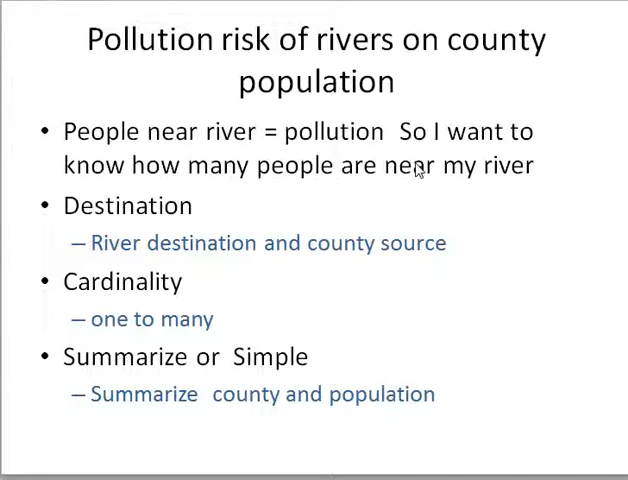 Pollution risk of rivers on county
population
• People near river = pollution  So I want to
know how many people are near my river
• Destination
– River destination and county source
• Cardinality
– one to many
• Summarize or  Simple
– Summarize  county and population